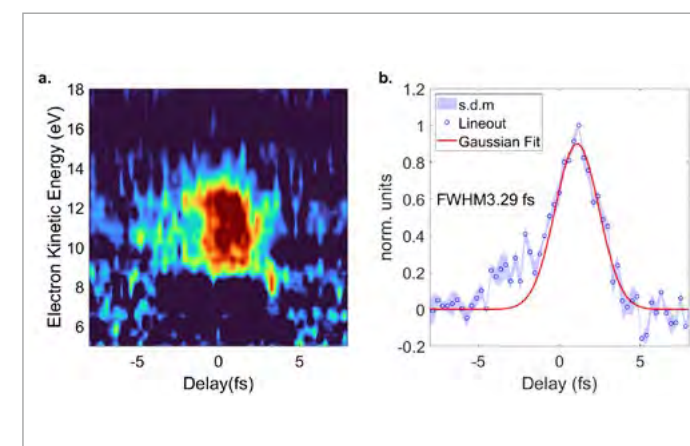 a.
18
16
14
12
10
8
6
Electron Kinetic Energy (eV)
-5
0
5
Delay(fs)
b.
1.2
1
0.8
0.6
0.4
0.2
0
-0.2
norm. units
s.d.m
Lineout
Gaussian Fit
FWHM3.29 fs
-5
0
5
Delay (fs)